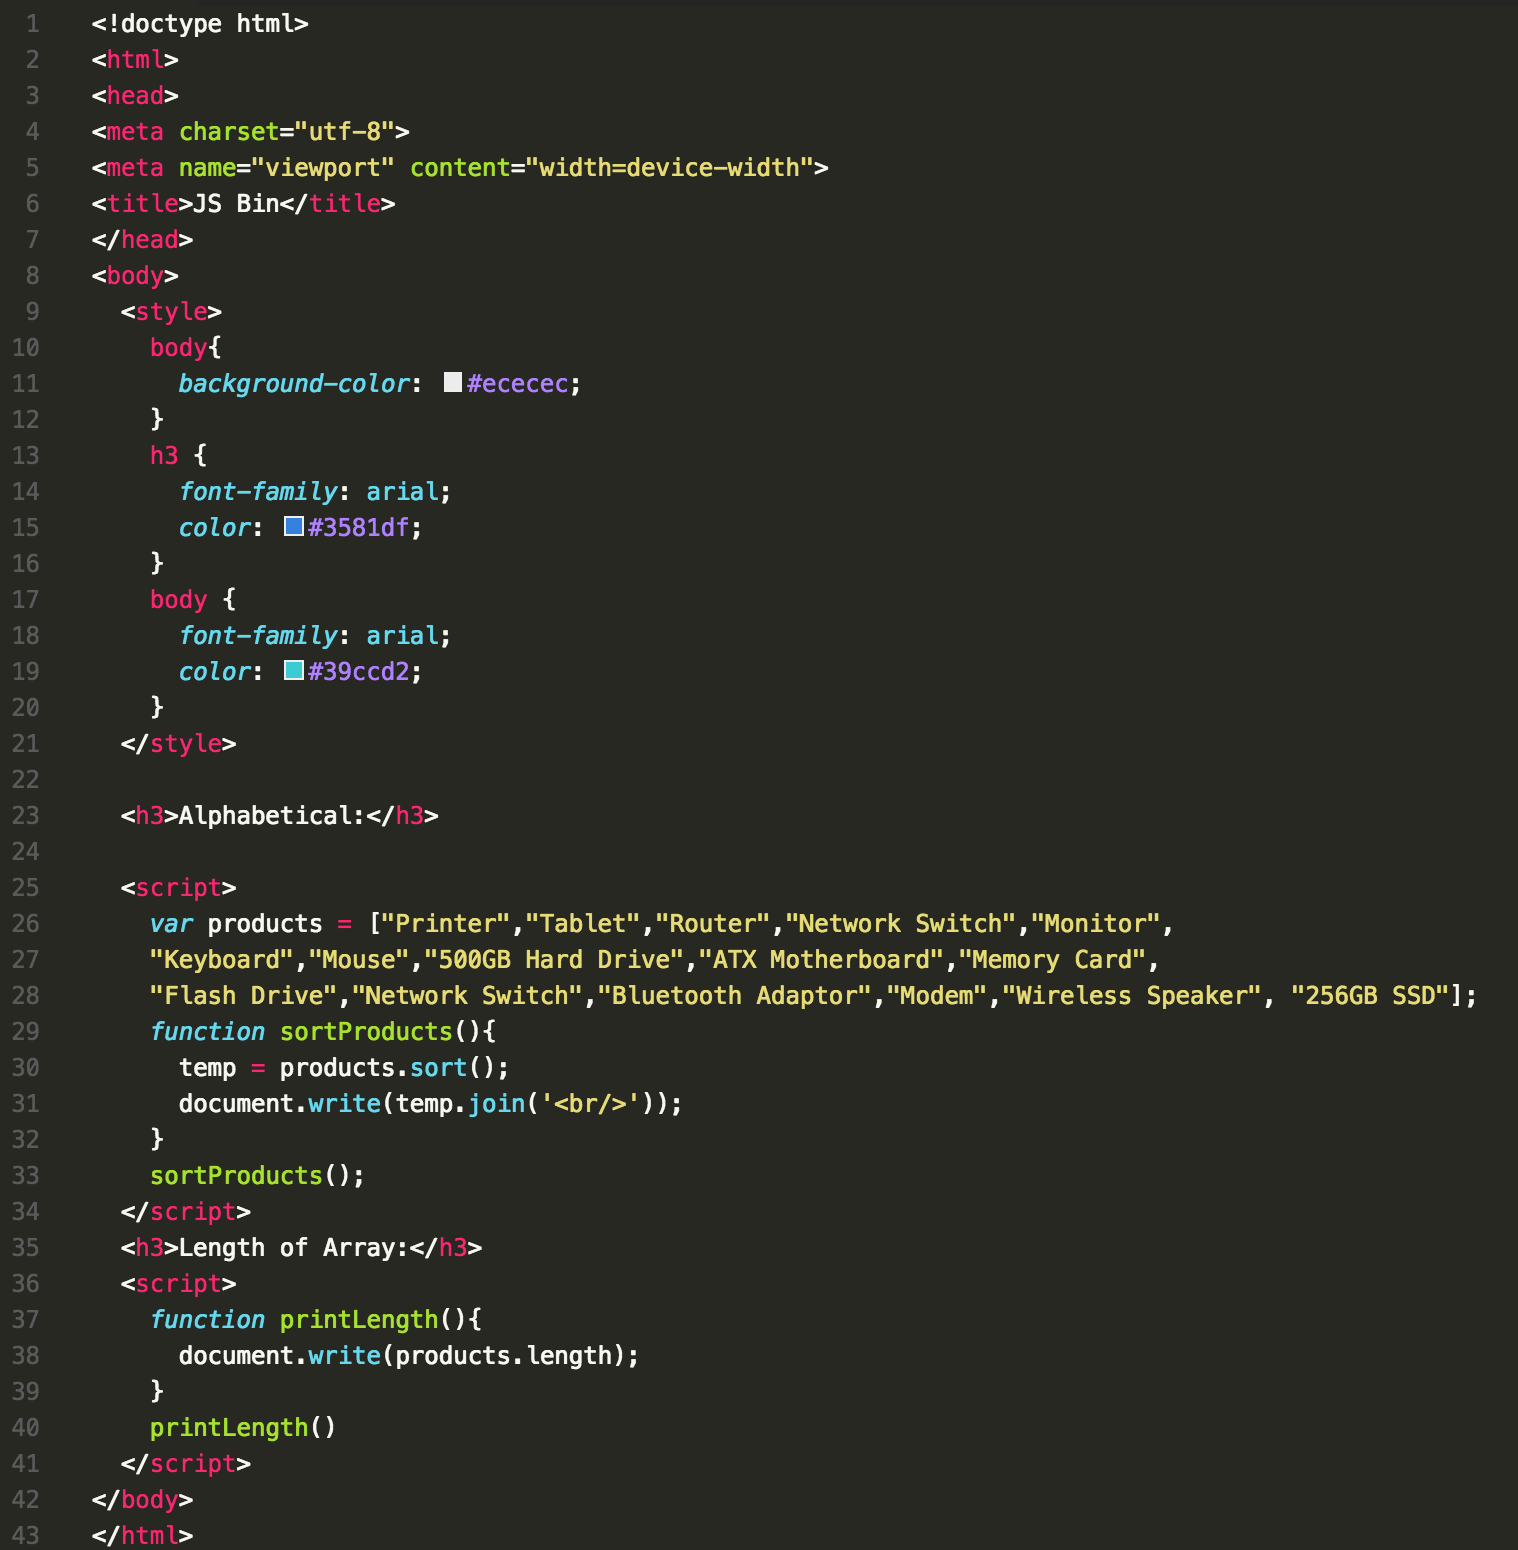 1 <!doctype html>
2 <html>
3 <head>
4 <meta charset="utf-8">
5 <meta name="viewport" content="width=device-width">
6 <title>JS Bin</title>
7 </head>
8 <body>
9   <style>
10     body{
11       background-color: #ececec;
12     }
13     h3 {
14       font-family: arial;
15       color: #3581df;
16     }
17     body {
18       font-family: arial;
19       color: #39ccd2;
20     }
21   </style>
22
23   <h3>Alphabetical:</h3>
24
25   <script>
26     var products = ["Printer","Tablet","Router","Network Switch","Monitor",
27     "Keyboard","Mouse","500GB Hard Drive","ATX Motherboard","Memory Card",
28     "Flash Drive","Network Switch","Bluetooth Adaptor","Modem","Wireless Speaker", "256GB SSD"];
29     function sortProducts(){
30       temp = products.sort();
31       document.write(temp.join('<br/>'));
32     }
33     sortProducts();
34   </script>
35   <h3>Length of Array:</h3>
36   <script>
37     function printLength(){
38       document.write(products.length);
39     }
40     printLength()
41   </script>
42 </body>
43 </html>